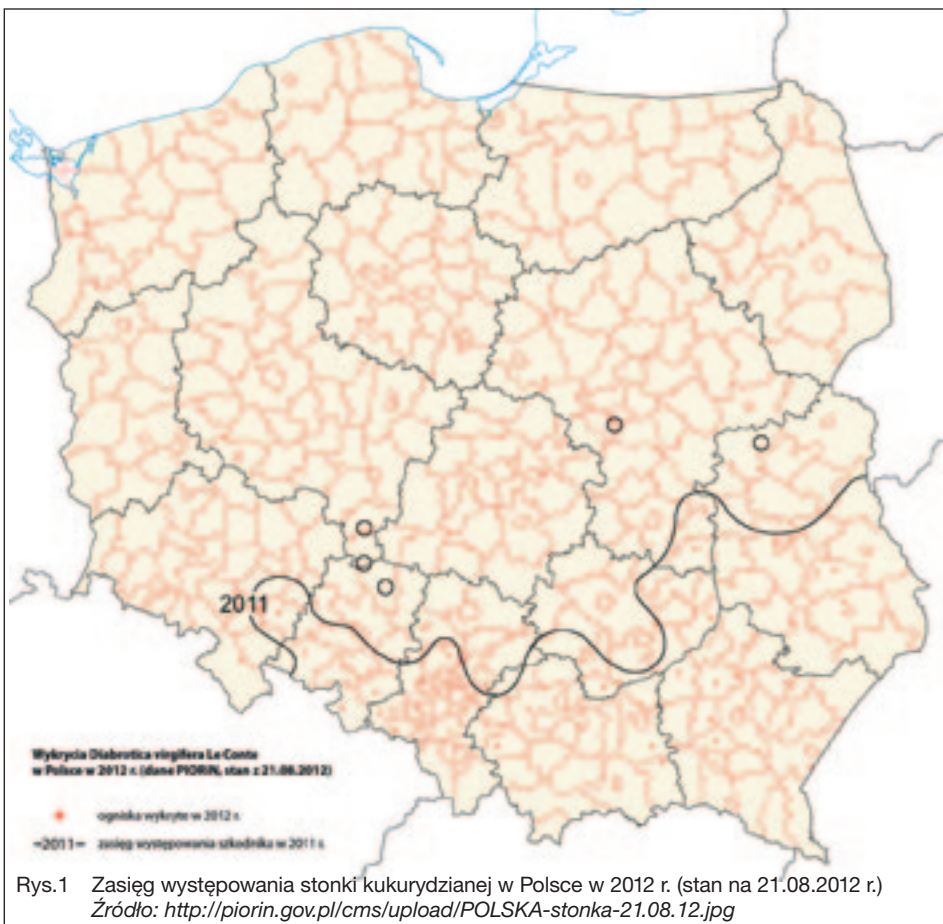 2011
Wykrycia Diabrotica virgifera Le Conte
w Polsce w 2012 r. (dane PIORIN, stan z 21.08.2012)
ogniska wykryte w 2012 r.
=2011= zasięg występowania szkodnika w 2011 r.
Rys.1 Zasięg występowania stonki kukurydzianej w Polsce w 2012 r. (stan na 21.08.2012 r.)
Źródło: http://piorin.gov.pl/cms/upload/POLSKA-stonka-21.08.12.jpg